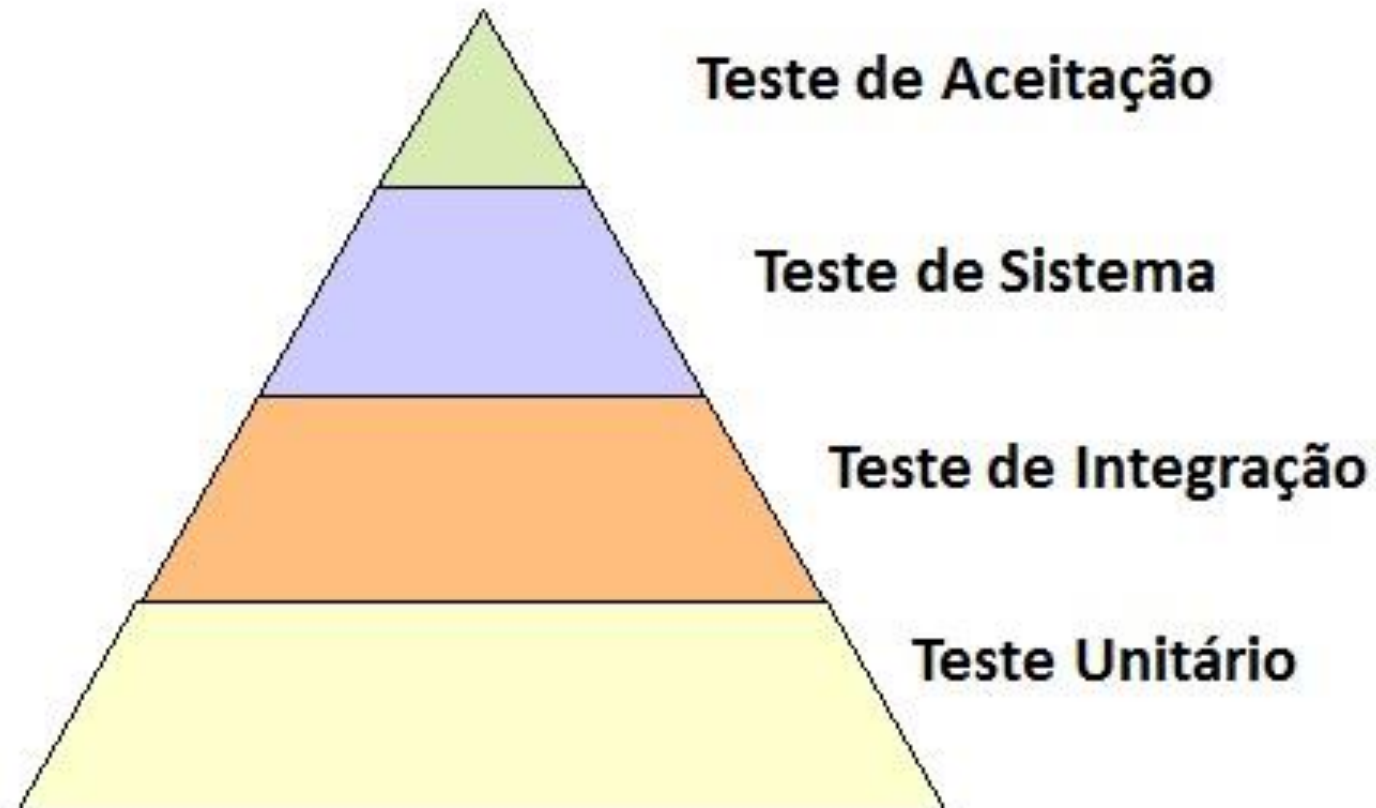 Teste de Aceitação
Teste de Sistema
Teste de Integração
Teste Unitário